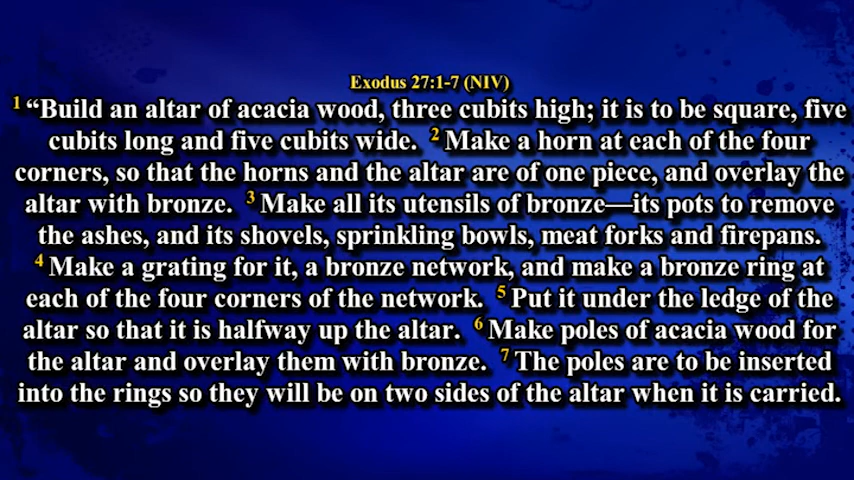 Exodus 27:1-7 (NIV)
1 “Build an altar of acacia wood, three cubits high; it is to be square, five
cubits long and five cubits wide. 2 Make a horn at each of the four
corners, so that the horns and the altar are of one piece, and overlay the
altar with bronze. 3 Make all its utensils of bronze—its pots to remove
the ashes, and its shovels, sprinkling bowls, meat forks and firepans.
4 Make a grating for it, a bronze network, and make a bronze ring at
each of the four corners of the network. 5 Put it under the ledge of the
altar so that it is halfway up the altar. 6 Make poles of acacia wood for
the altar and overlay them with bronze. 7 The poles are to be inserted
into the rings so they will be on two sides of the altar when it is carried.